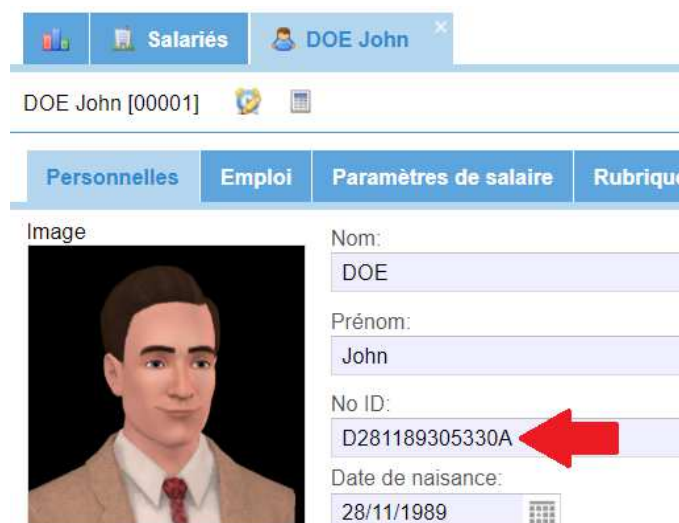 Salariés
DOE John
DOE John [00001]
Personnelles
Emploi
Paramètres de salaire
Rubrique
Image
Nom:
DOE
Prénom:
John
No ID:
D281189305330A
Date de naisance:
28/11/1989